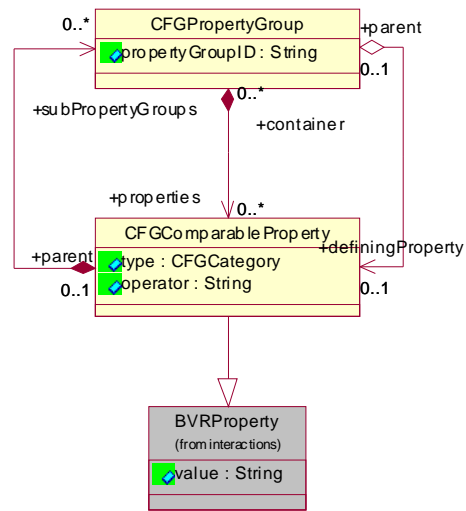 CFGPropertyGroup
propertyGroupID : String
0..*
+parent
0..1
+subPropertyGroups
0..*
+container
+properties
0..*
CFGComparableProperty
type : CFGCategory
operator : String
+parent
0..1
+definingProperty
0..1
BVRProperty
(from interactions)
value : String